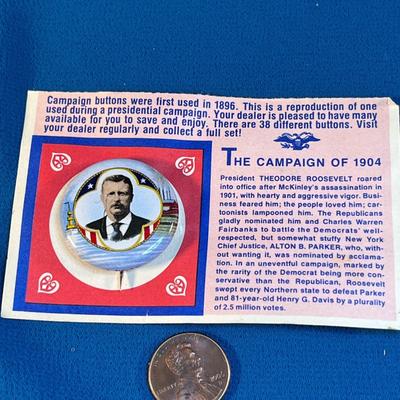 Campaign buttons were first used in 1896. This is a reproduction of one
used during a presidential campaign. Your dealer is pleased to have many
available for you to save and enjoy. There are 38 different buttons. Visit
your dealer regularly and collect a full set!
THE CAMPAIGN OF 1904
President THEODORE ROOSEVELT roared
into office after McKinley's assassination in
1901, with hearty and aggressive vigor. Busi-
ness feared him; the people loved him; car-
toonists lampooned him. The Republicans
gladly nominated him and Charles Warren
Fairbanks to battle the Democrats' well-
respected, but somewhat stuffy New York
Chief Justice, ALTON B. PARKER, who, with-
out wanting it, was nominated by acclama-
tion. In an uneventful campaign, marked by
the rarity of the Democrat being more con-
servative than the Republican, Roosevelt
swept every Northern state to defeat Parker
and 81-year-old Henry G. Davis by a plurality
of 2.5 million votes.